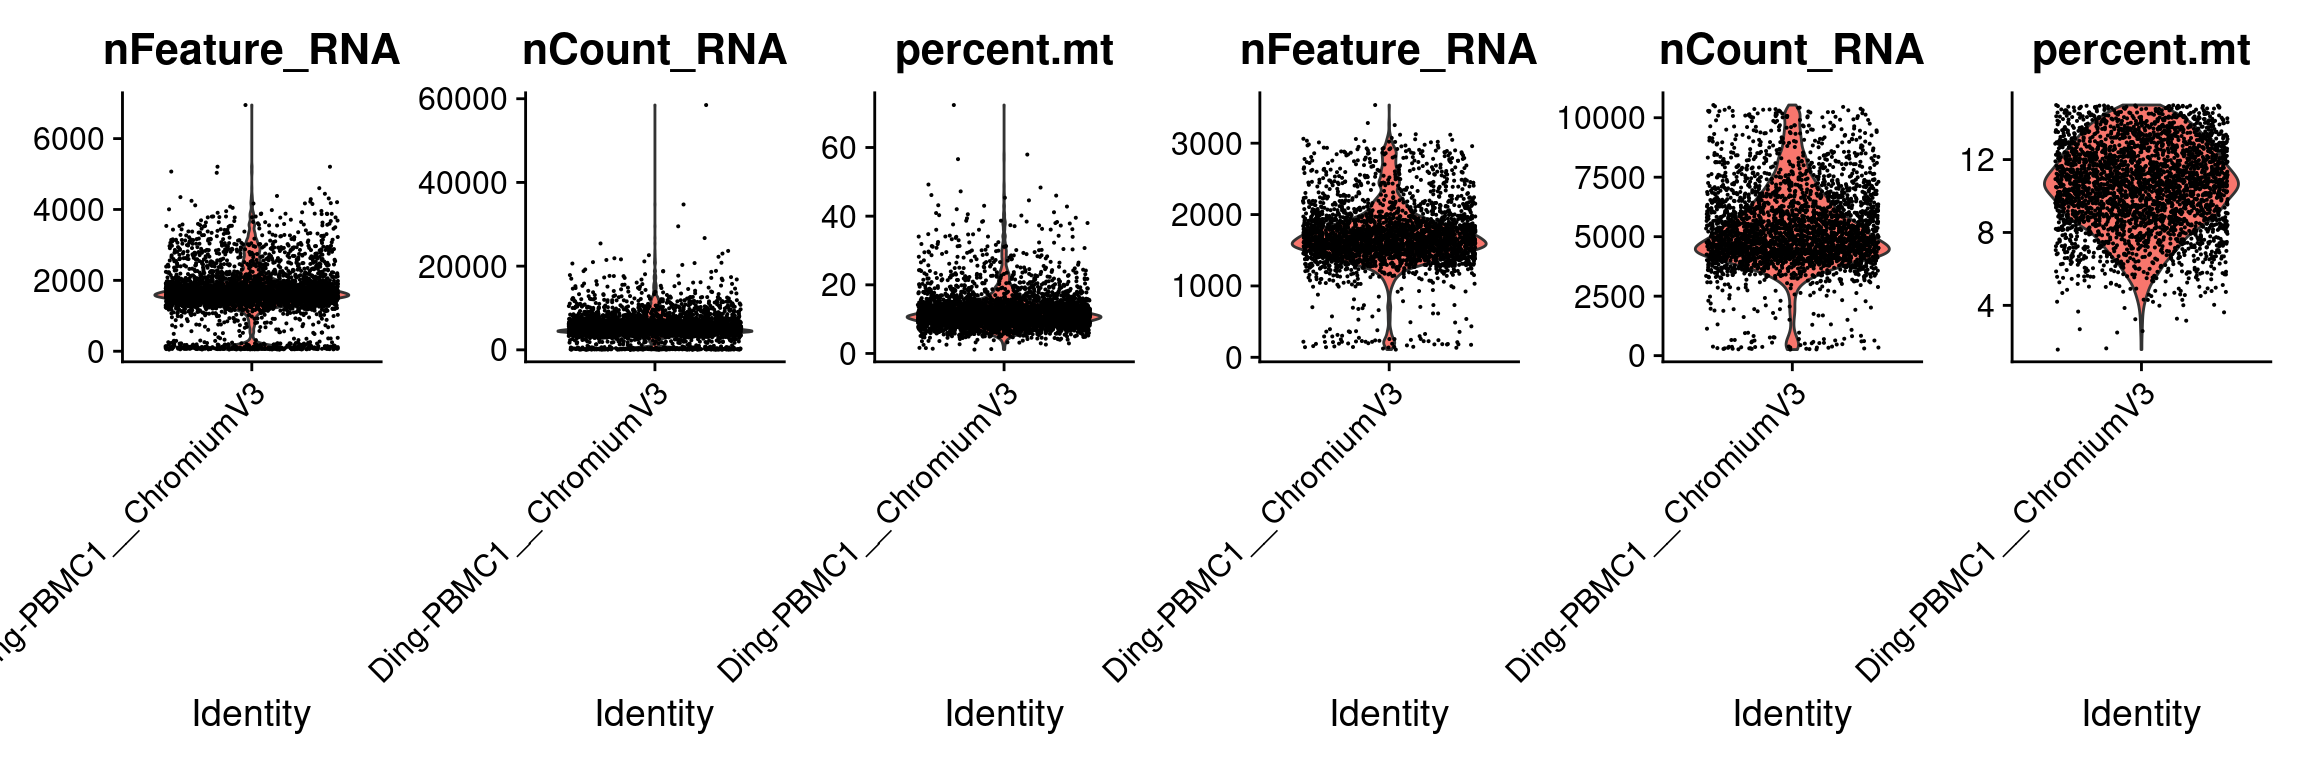 nFeature_RNA
6000
4000
2000
0
ng-PBMC1__ChromiumV3
Identity
nCount_RNA
60000
40000
20000
0
Ding-PBMC1__ChromiumV3
Identity
percent.mt
60
40
20
0
Ding-PBMC1__ChromiumV3
Identity
nFeature_RNA
3000
2000
1000
0
Ding-PBMC1__ChromiumV3
Identity
nCount_RNA
10000
7500
5000
2500
0
Ding-PBMC1__ChromiumV3
Identity
percent.mt
12
8
4
Ding-PBMC1__ChromiumV3
Identity